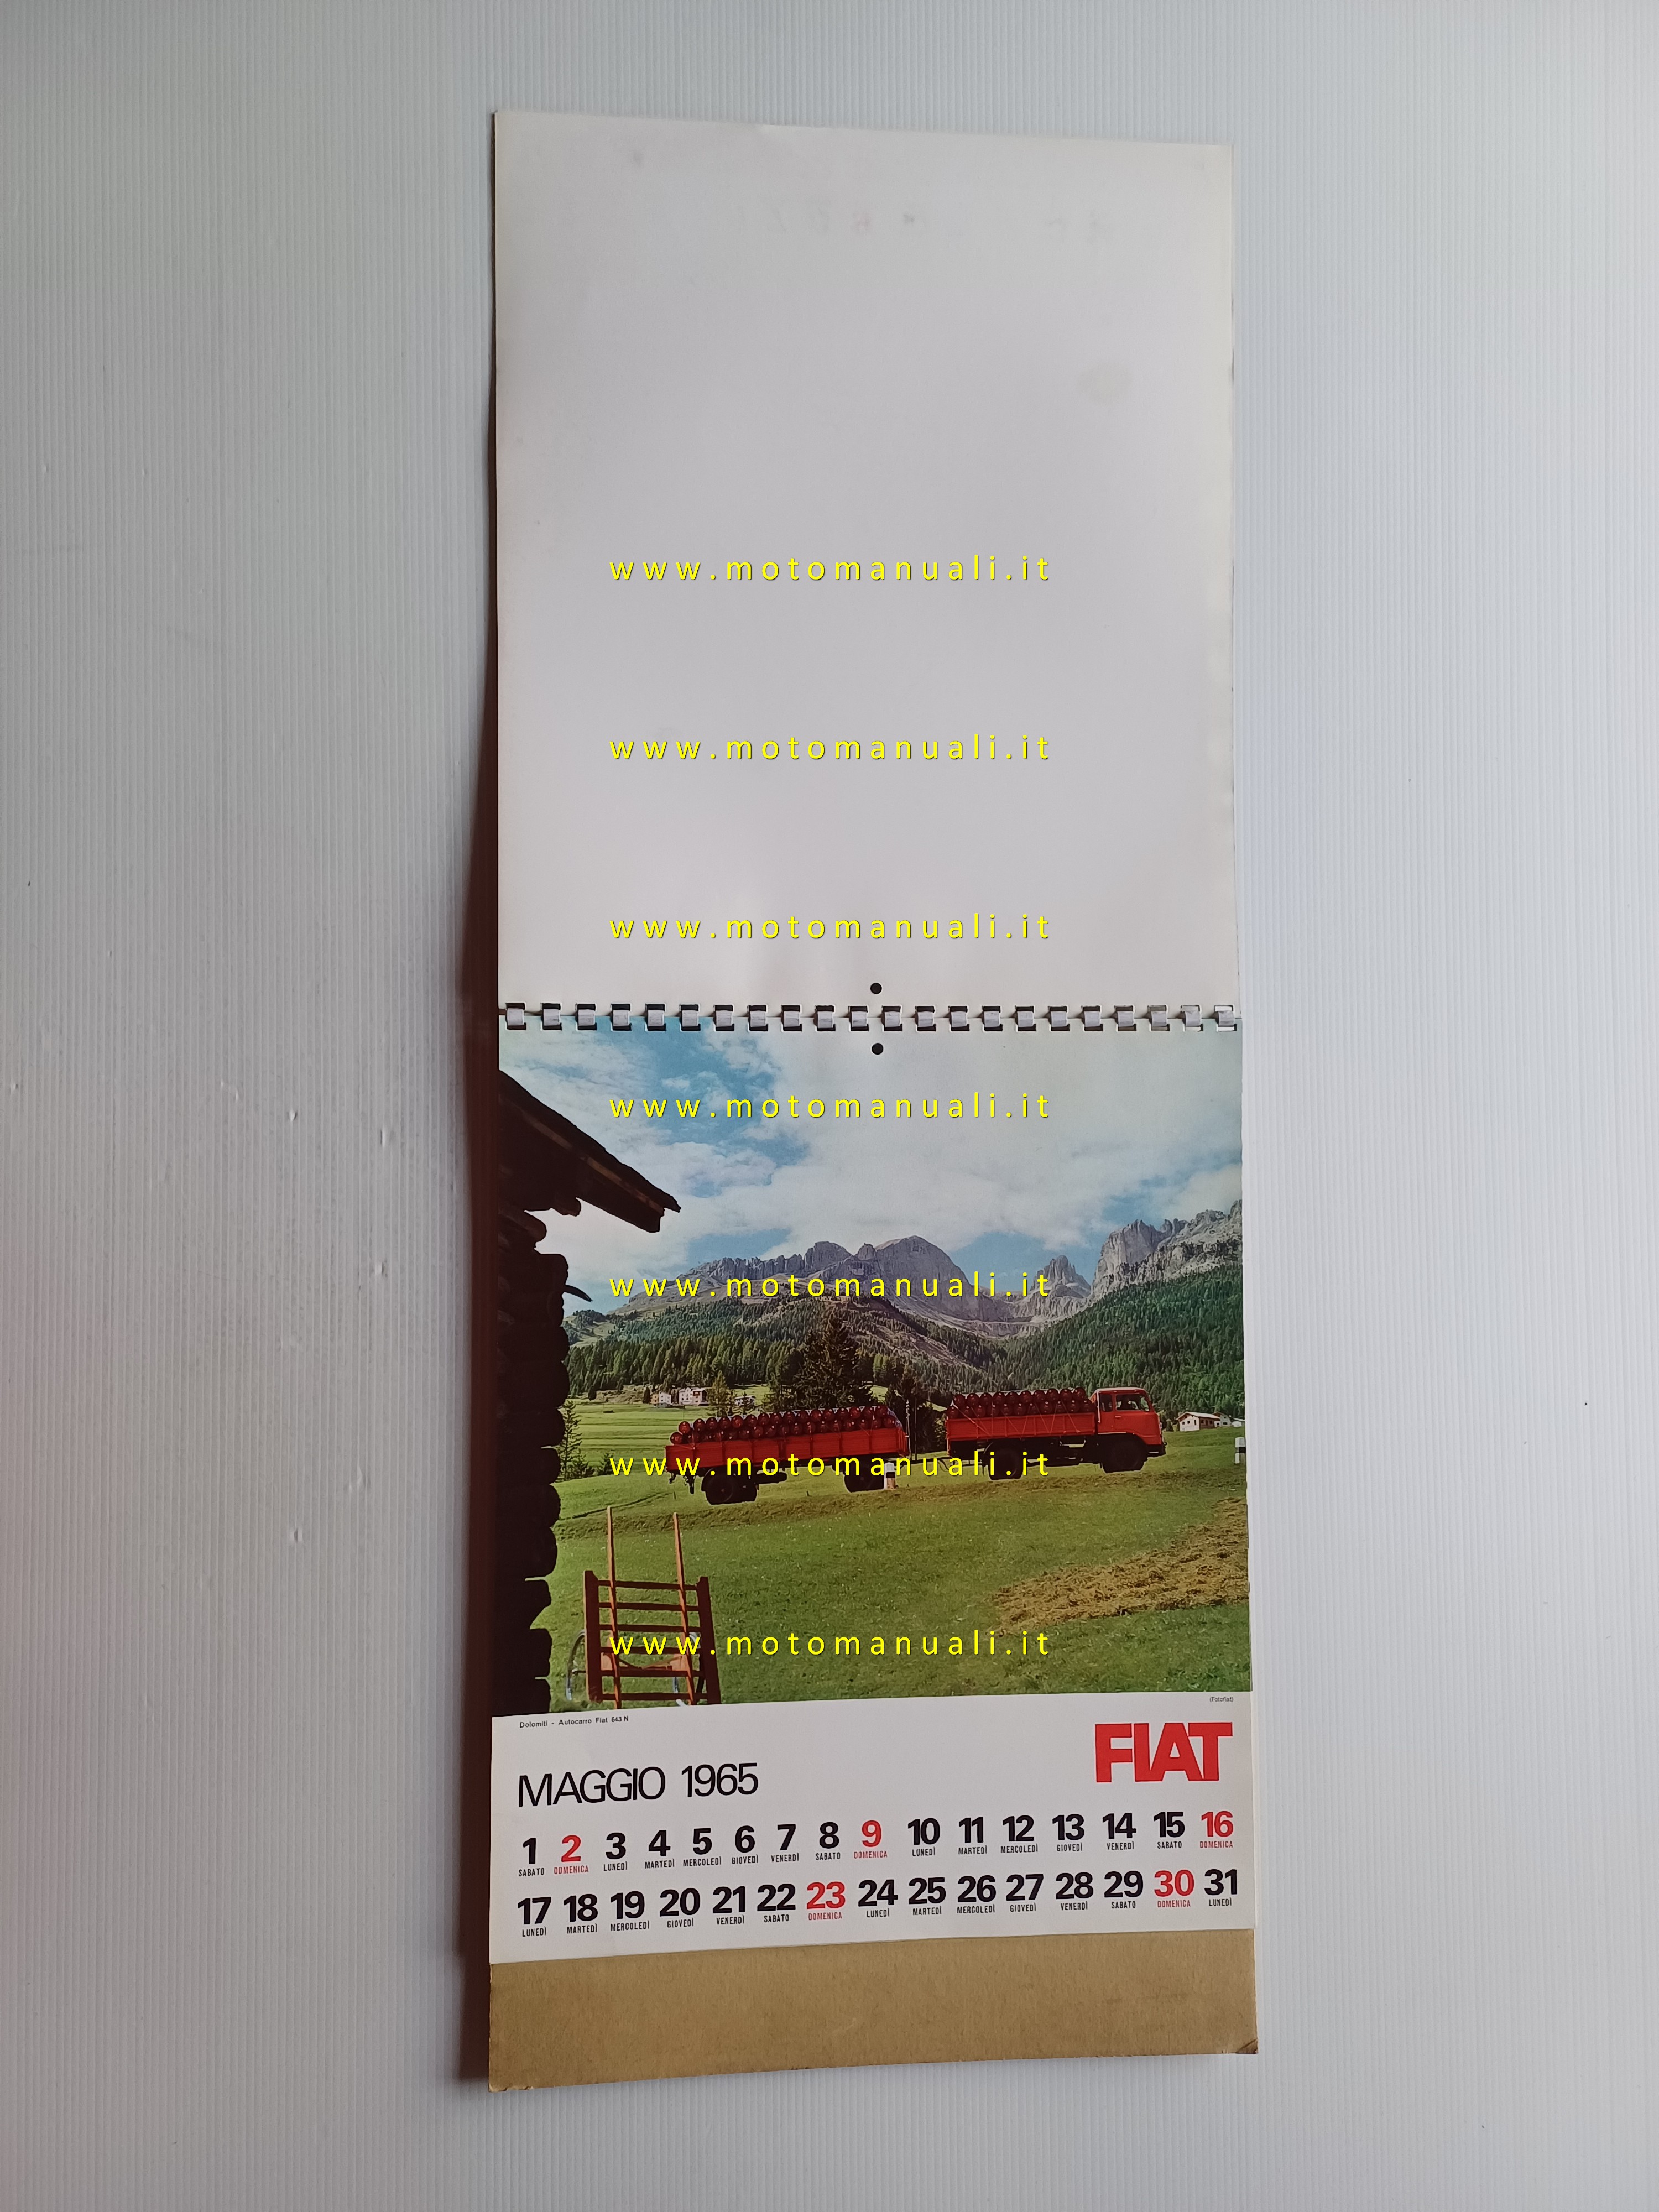 www.motomanuali.it
www.motomanuali.it
www.motomanuali.it
www.motomanuali.it
www.motomanuali.it
www.motomanuali.it
www.motomanuali.it
(Fotofiat)
Dolomiti - Autocarro Fiat 643 N
FIAT
MAGGIO 1965
1 2 3 4 5 6 7 8 9 10 11 12 13 14 15 16
SABATO DOMENICA LUNEDÌ MARTEDÌ MERCOLEDÌ GIOVEDÌ VENERDÌ SABATO DOMENICA LUNEDÌ MARTEDÌ MERCOLEDÌ GIOVEDÌ VENERDÌ SABATO DOMENICA
17 18 19 20 21 22 23 24 25 26 27 28 29 30 31
LUNEDÌ MARTEDÌ MERCOLEDÌ GIOVEDÌ VENERDÌ SABATO DOMENICA LUNEDÌ MARTEDÌ MERCOLEDÌ GIOVEDÌ VENERDÌ SABATO DOMENICA LUNEDÌ